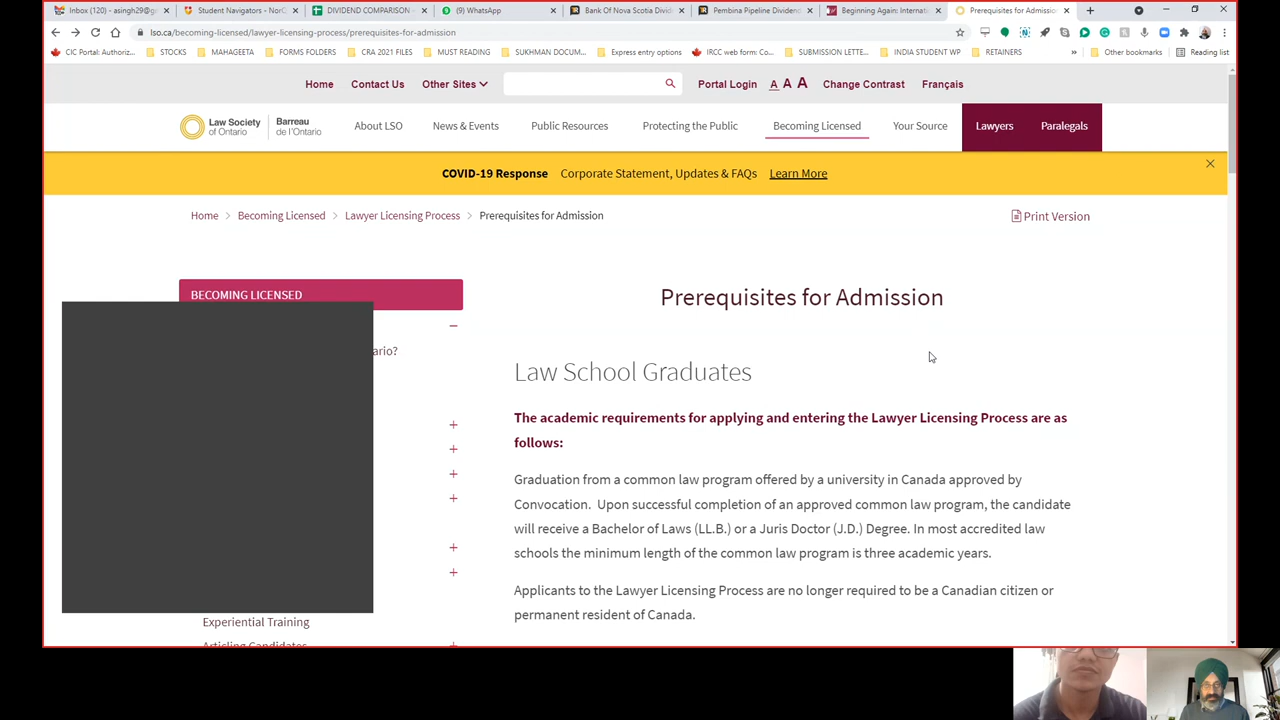 Inbox (120) - asingh29@g
Student Navigators - NorC
DIVIDEND COMPARISON -
(9) WhatsApp
Bank Of Nova Scotia Divid
Pembina Pipeline Dividend
Beginning Again: Internati
Prerequisites for Admissio
lso.ca/becoming-licensed/lawyer-licensing-process/prerequisites-for-admission
CIC Portal: Authoriz... STOCKS MAHAGEETA FORMS FOLDERS CRA 2021 FILES MUST READING SUKHMAN DOCUM... Express entry options IRCC web form: Co... SUBMISSION LETTE... INDIA STUDENT WP RETAINERS » Other bookmarks Reading list
Home Contact Us Other Sites Portal Login A A A Change Contrast Français
Law Society of Ontario
Barreau de l'Ontario
About LSO News & Events Public Resources Protecting the Public Becoming Licensed Your Source Lawyers Paralegals
COVID-19 Response Corporate Statement, Updates & FAQs Learn More
Home > Becoming Licensed > Lawyer Licensing Process > Prerequisites for Admission
Print Version
BECOMING LICENSED
ario?
Experiential Training
Articling Candidates
Prerequisites for Admission
Law School Graduates
The academic requirements for applying and entering the Lawyer Licensing Process are as
follows:
Graduation from a common law program offered by a university in Canada approved by
Convocation. Upon successful completion of an approved common law program, the candidate
will receive a Bachelor of Laws (LL.B.) or a Juris Doctor (J.D.) Degree. In most accredited law
schools the minimum length of the common law program is three academic years.
Applicants to the Lawyer Licensing Process are no longer required to be a Canadian citizen or
permanent resident of Canada.